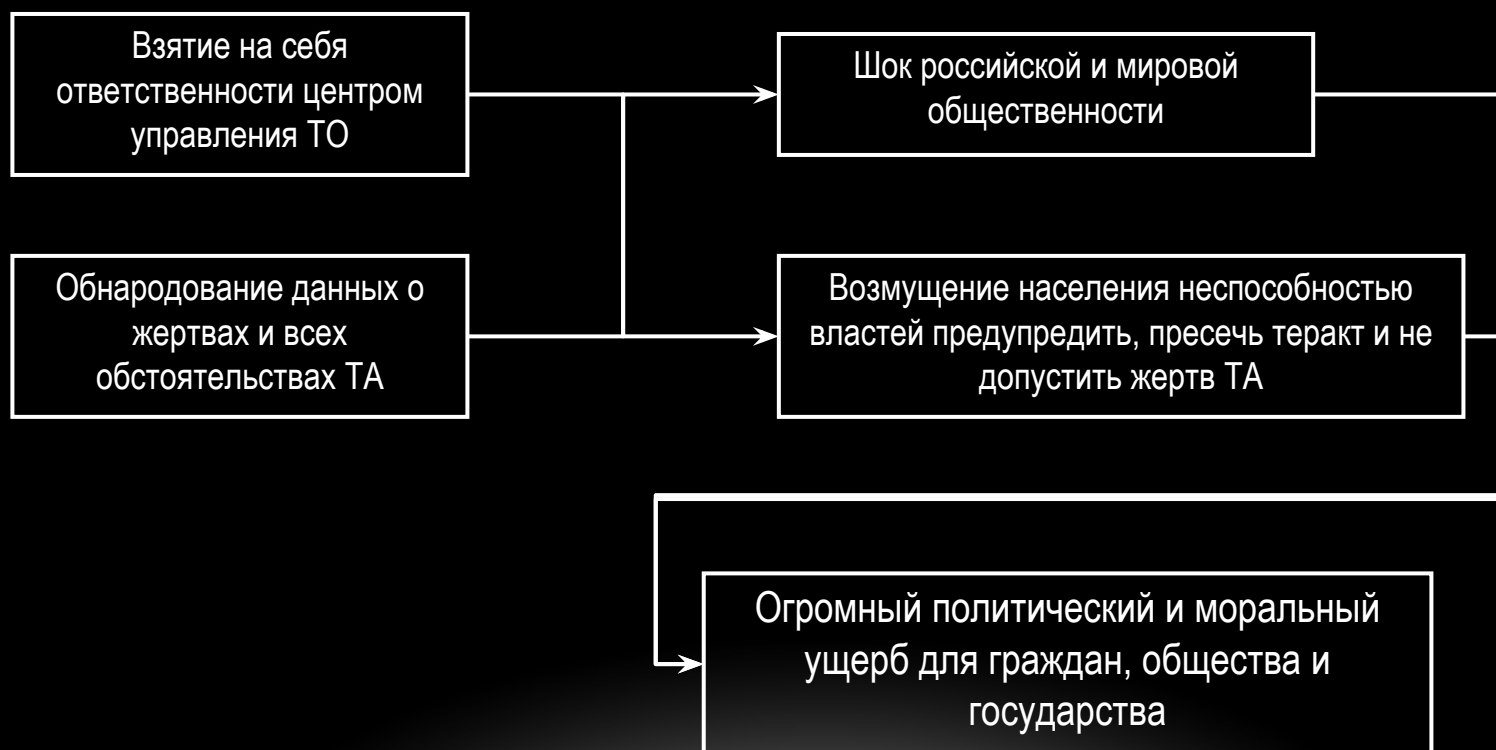 Взятие на себя
ответственности центром
управления ТО
Шок российской и мировой
общественности
Обнародование данных о
жертвах и всех
обстоятельствах ТА
Возмущение населения неспособностью
властей предупредить, пресечь теракт и не
допустить жертв ТА
Огромный политический и моральный
ущерб для граждан, общества и
государства